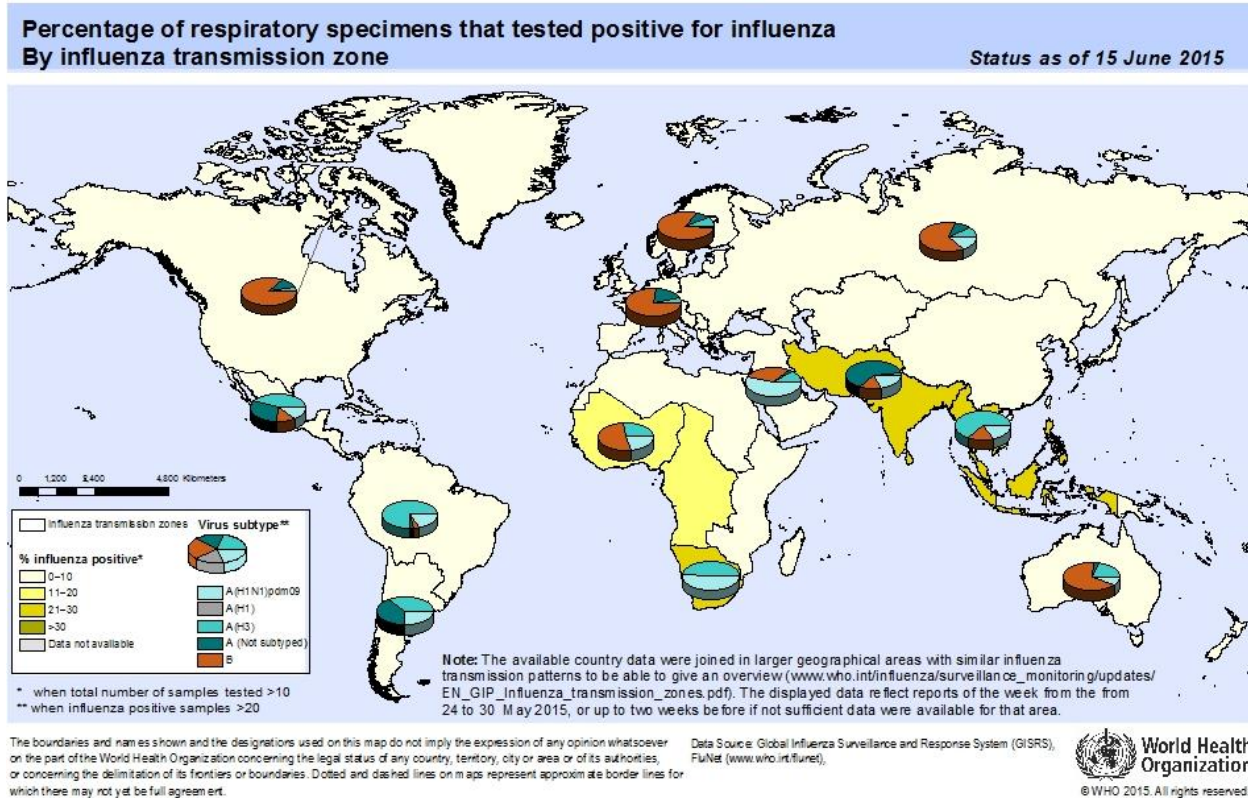 Percentage of respiratory specimens that tested positive for influenza
By influenza transmission zone
Status as of 15 June 2015
0 1,200 2,400 4,800 Kilometers
Influenza transmission zones
% influenza positive*
0–10
11–20
21–30
>30
Data not available
Virus subtype**
A(H1N1)pdm09
A(H1)
A(H3)
A (Not subtyped)
B
* when total number of samples tested >10
** when influenza positive samples >20
Note: The available country data were joined in larger geographical areas with similar influenza
transmission patterns to be able to give an overview (www.who.int/influenza/surveillance_monitoring/updates/
EN_GIP_Influenza_transmission_zones.pdf). The displayed data reflect reports of the week from the from
24 to 30 May 2015, or up to two weeks before if not sufficient data were available for that area.
The boundaries and names shown and the designations used on this map do not imply the expression of any opinion whatsoever
on the part of the World Health Organization concerning the legal status of any country, territory, city or area or of its authorities,
or concerning the delimitation of its frontiers or boundaries. Dotted and dashed lines on maps represent approximate border lines for
which there may not yet be full agreement.
Data Source: Global Influenza Surveillance and Response System (GISRS),
FluNet (www.who.int/flunet),
World Health
Organization
© WHO 2015. All rights reserved.